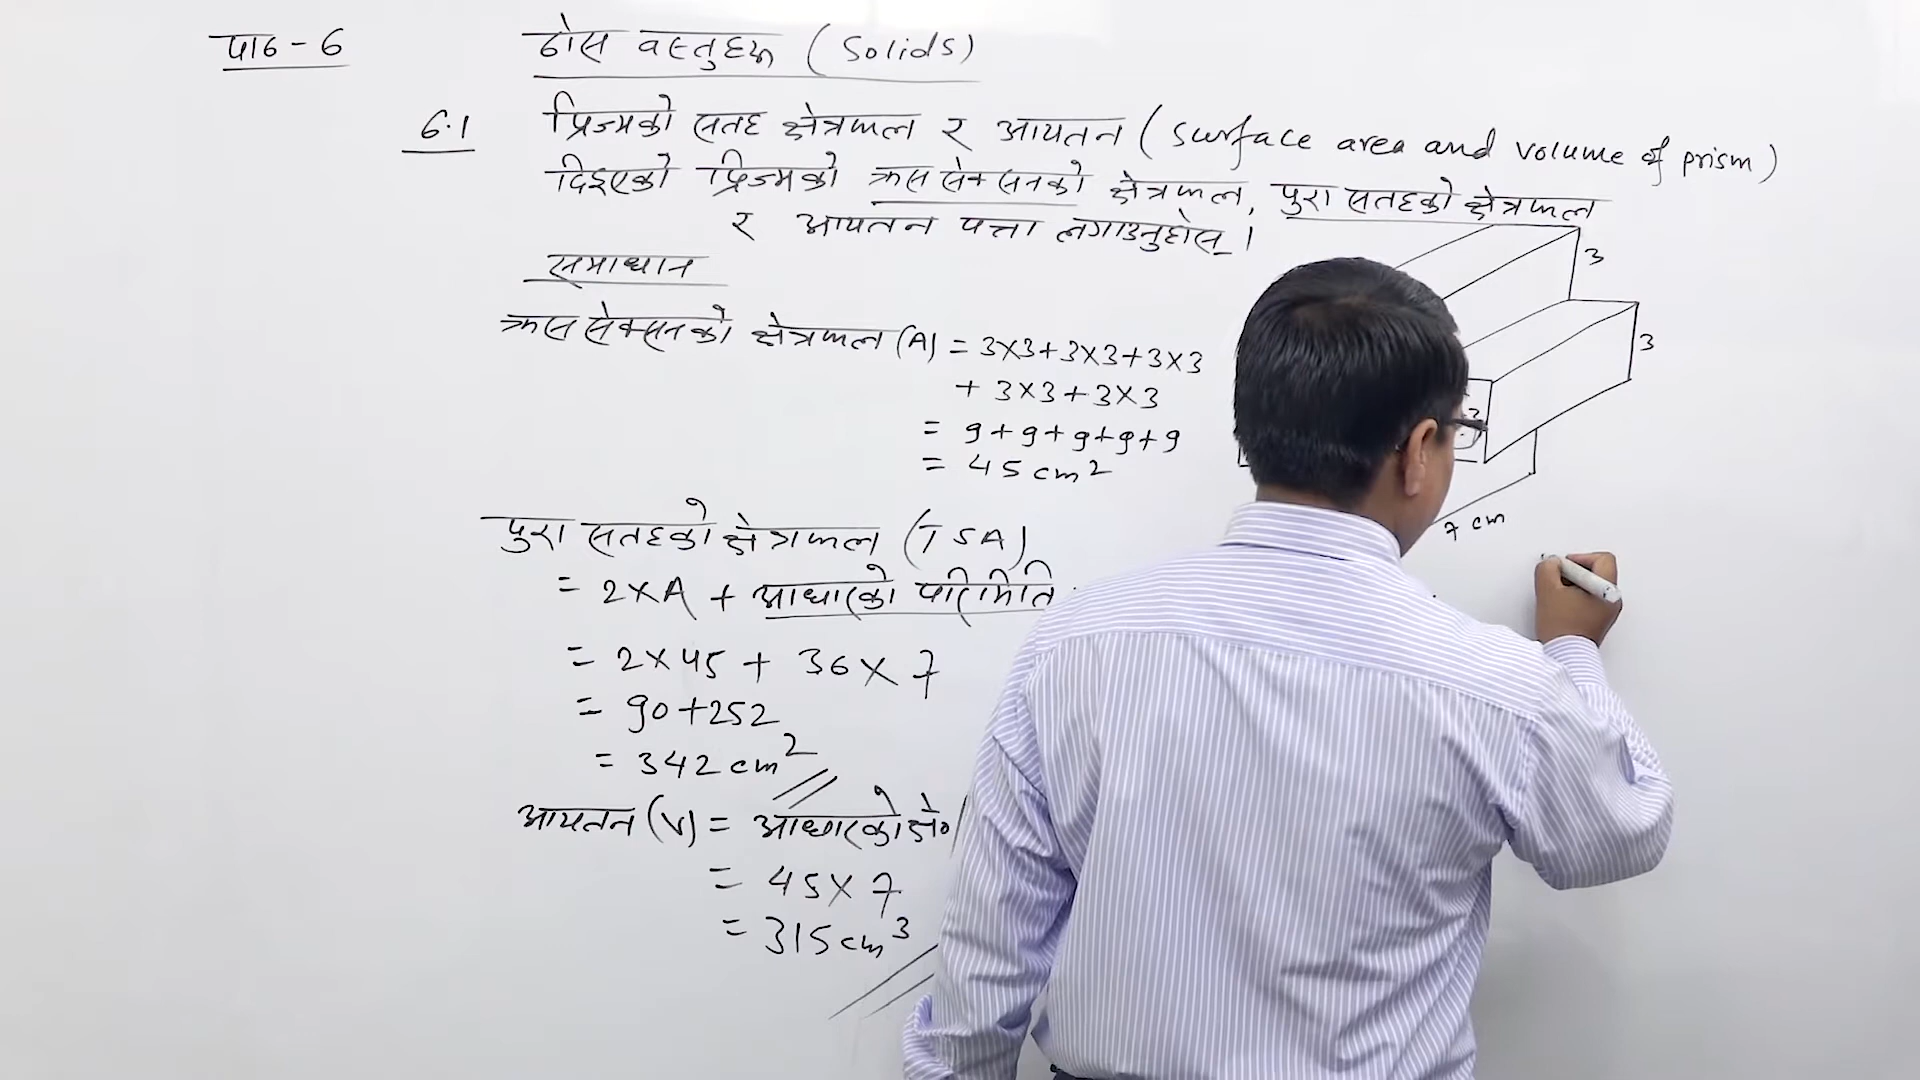 पाठ - 6
ठोस वस्तुहरू (Solids)
6.1 प्रिज्मको सतह क्षेत्रफल र आयतन (Surface area and volume of prism)
दिइएको प्रिज्मको क्रस सेक्सनको क्षेत्रफल, पुरा सतहको क्षेत्रफल
र आयतन पत्ता लगाउनुहोस् ।
समाधान
क्रस सेक्सनको क्षेत्रफल (A) = 3×3+3×3+3×3
+ 3×3+3×3
= 9+9+9+9+9
= 45 cm²
पुरा सतहको क्षेत्रफल (TSA)
= 2×A + आधारको परिमिति
= 2×45 + 36×7
= 90+252
= 342 cm²
आयतन (V) = आधारको क्षे०
= 45×7
= 315 cm³
3
3
3
7 cm